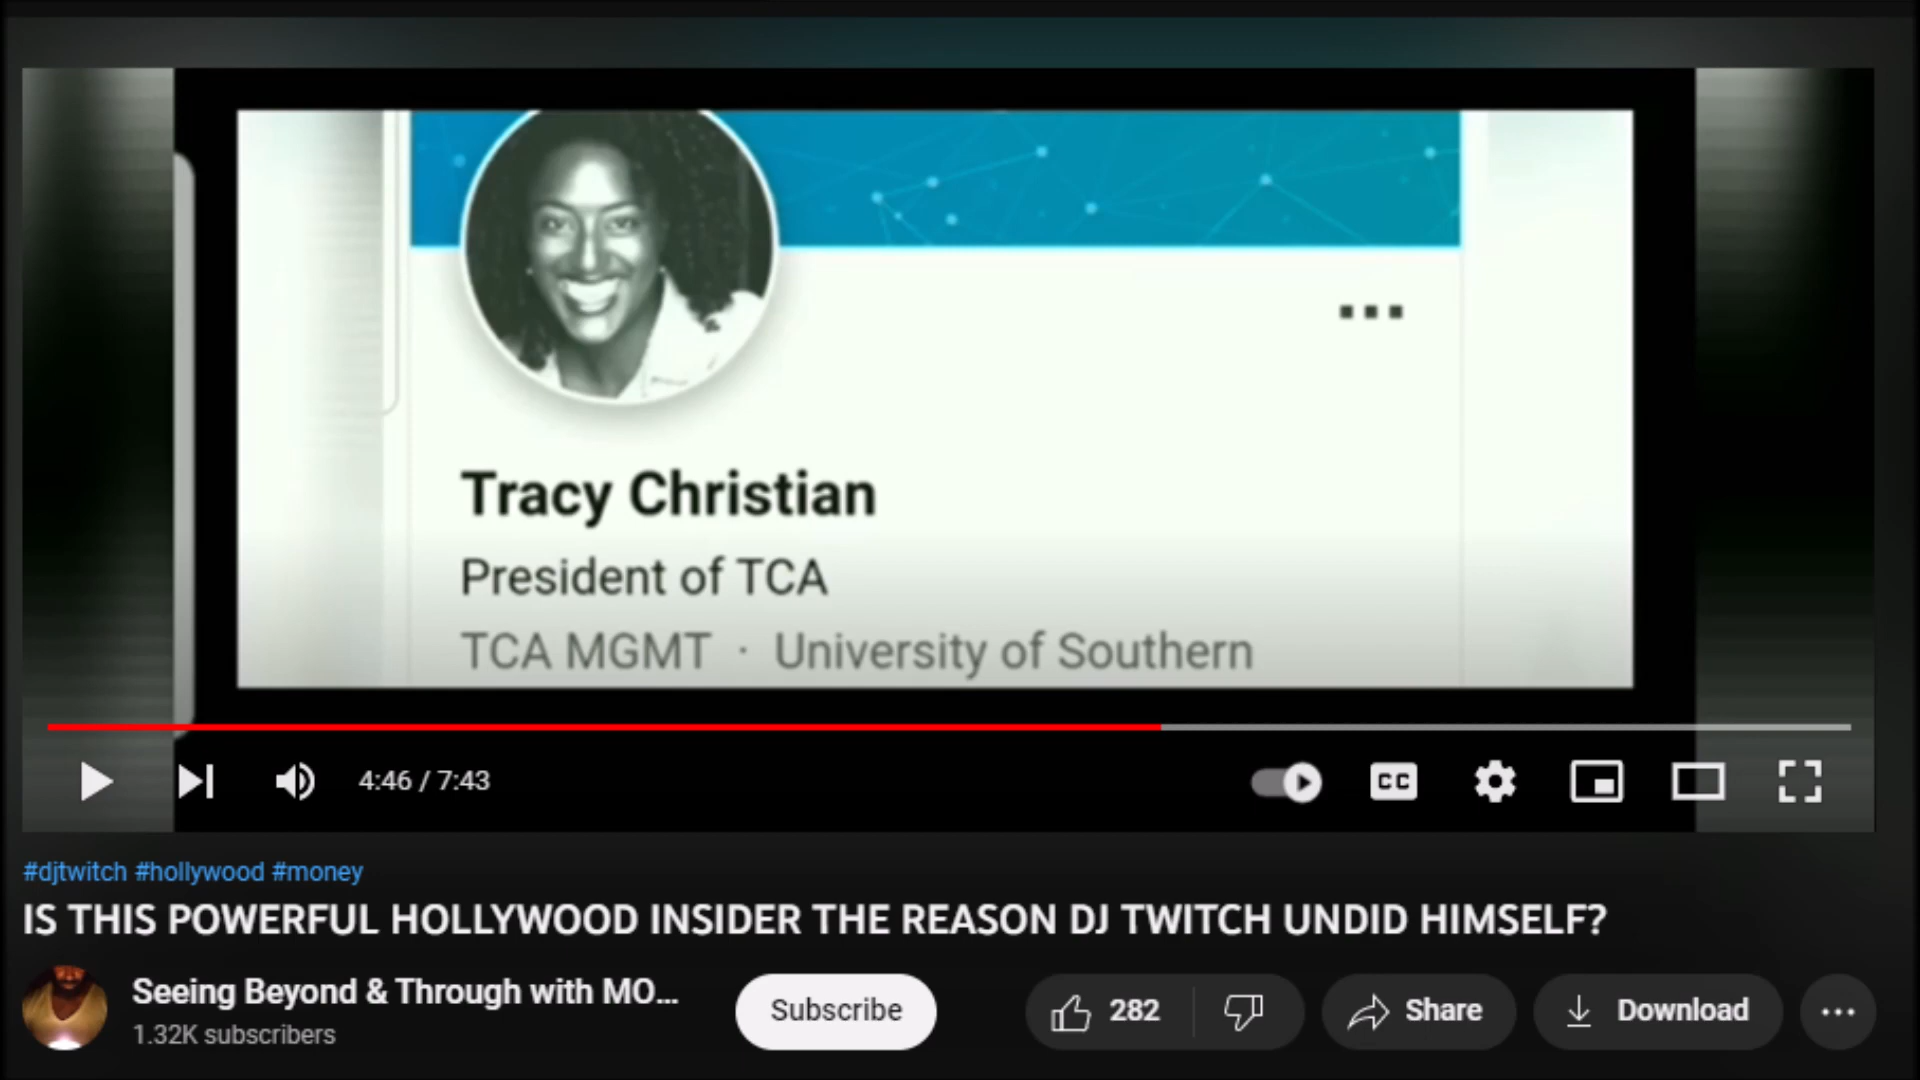 Tracy Christian
President of TCA
TCA MGMT · University of Southern
4:46 / 7:43
CC
#djtwitch #hollywood #money
IS THIS POWERFUL HOLLYWOOD INSIDER THE REASON DJ TWITCH UNDID HIMSELF?
Seeing Beyond & Through with MO...
1.32K subscribers
Subscribe
282
Share
Download